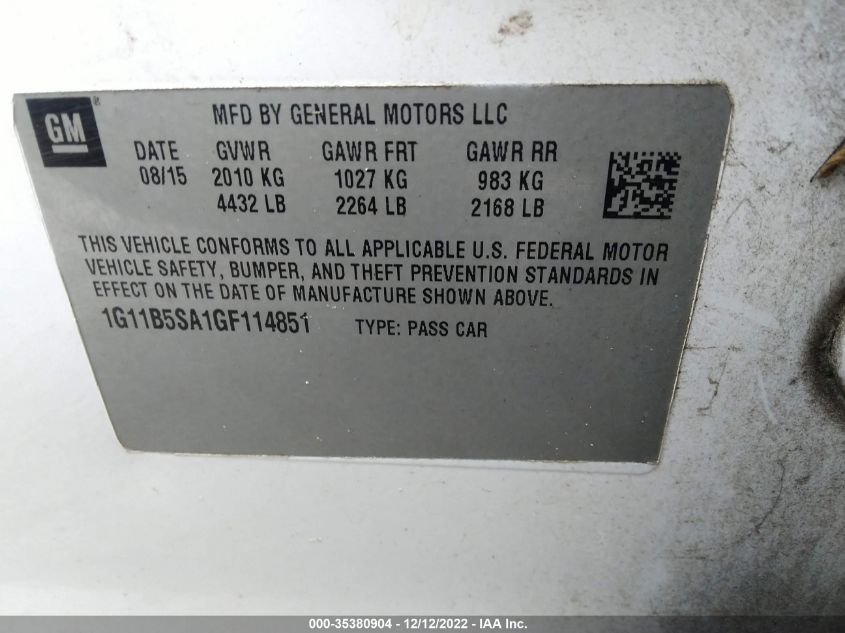 GM
MFD BY GENERAL MOTORS LLC
DATE GVWR GAWR FRT GAWR RR
08/15 2010 KG 1027 KG 983 KG
4432 LB 2264 LB 2168 LB
THIS VEHICLE CONFORMS TO ALL APPLICABLE U.S. FEDERAL MOTOR
VEHICLE SAFETY, BUMPER, AND THEFT PREVENTION STANDARDS IN
EFFECT ON THE DATE OF MANUFACTURE SHOWN ABOVE.
1G11B5SA1GF114851 TYPE: PASS CAR
000-35380904 - 12/12/2022 - IAA Inc.